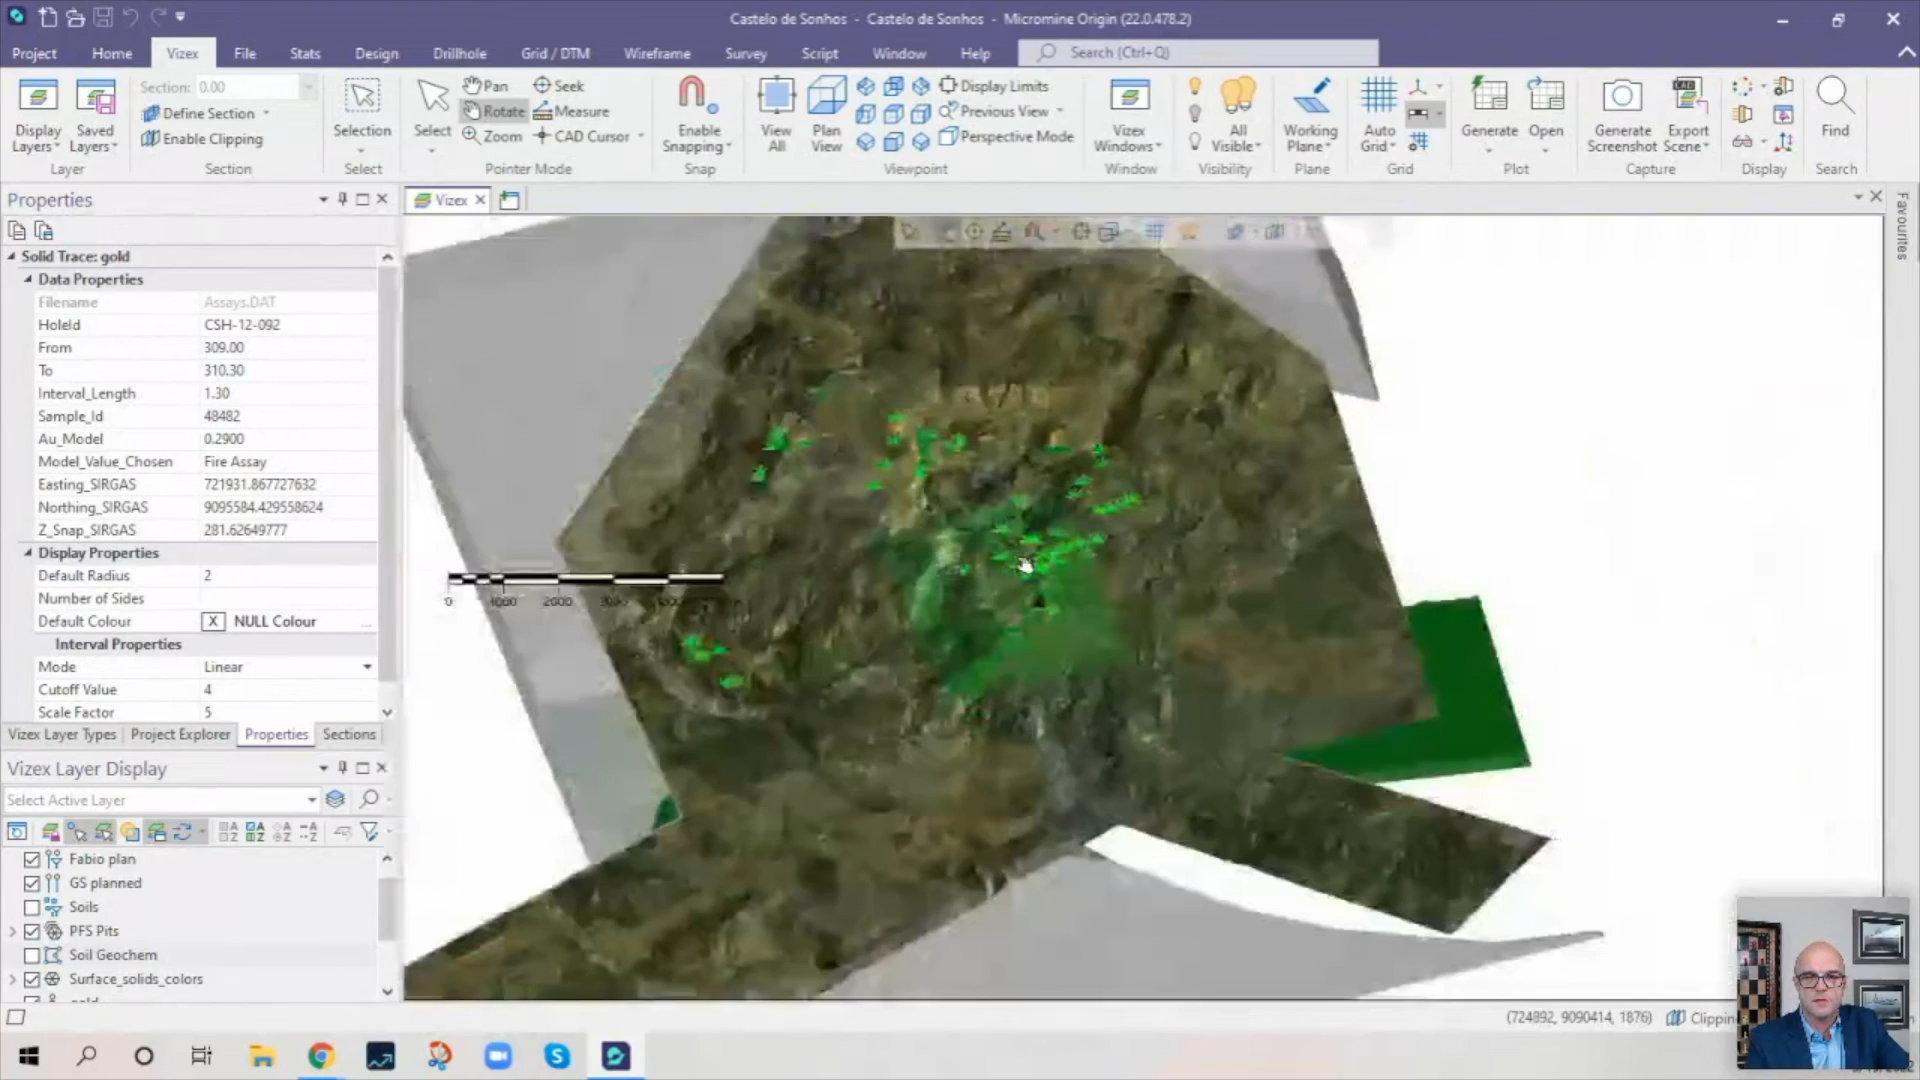 Castelo de Sonhos - Castelo de Sonhos - Micromine Origin (22.0.478.2)
Project Home Vizex File Stats Design Drillhole Grid / DTM Wireframe Survey Script Window Help Search (Ctrl+Q)
Display Layers Saved Layers Layer
Section: 0.00
Define Section
Enable Clipping
Section
Selection
Select
Select Pan Rotate Zoom Seek Measure CAD Cursor
Pointer Mode
Enable Snapping
Snap
View All Plan View Display Limits Previous View Perspective Mode
Viewpoint
Vizex Windows
Window
All Visible
Visibility
Working Plane
Plane
Auto Grid
Grid
Generate Open
Plot
Generate Screenshot Export Scene
Capture
Display
Find
Search
Properties
Vizex
Favourites
Solid Trace: gold
Data Properties
Filename Assays.DAT
HoleId CSH-12-092
From 309.00
To 310.30
Interval_Length 1.30
Sample_Id 48482
Au_Model 0.2900
Model_Value_Chosen Fire Assay
Easting_SIRGAS 721931.867727632
Northing_SIRGAS 9095584.429558624
Z_Snap_SIRGAS 281.62649777
Display Properties
Default Radius 2
Number of Sides
Default Colour X NULL Colour ...
Interval Properties
Mode Linear
Cutoff Value 4
Scale Factor 5
Vizex Layer Types Project Explorer Properties Sections
Vizex Layer Display
Select Active Layer
Fabio plan
GS planned
Soils
PFS Pits
Soil Geochem
Surface_solids_colors
0 1000 2000
(724892, 9090414, 1876)